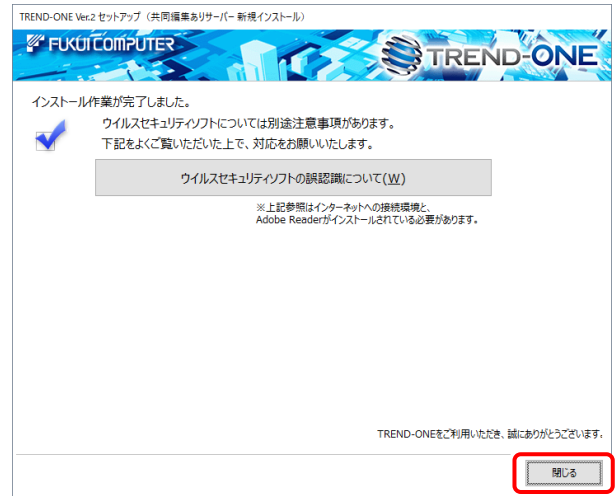 TREND-ONE Ver.2 セットアップ（共同編集ありサーバー 新規インストール）
FUKUI COMPUTER
TREND-ONE
インストール作業が完了しました。
ウイルスセキュリティソフトについては別途注意事項があります。
下記をよくご覧いただいた上で、対応をお願いいたします。
ウイルスセキュリティソフトの誤認識について(W)
※上記参照はインターネットへの接続環境と、
Adobe Readerがインストールされている必要があります。
TREND-ONEをご利用いただき、誠にありがとうございます。
閉じる